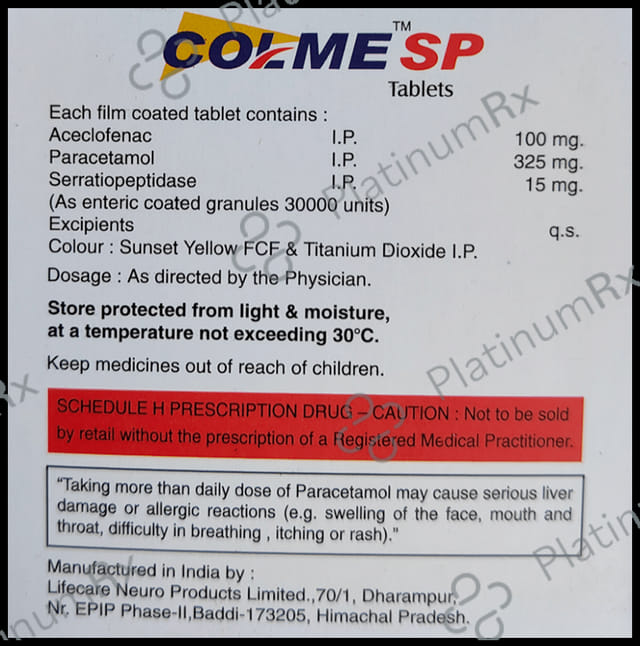 COLME SP™
Tablets
Each film coated tablet contains :
Aceclofenac I.P. 100 mg.
Paracetamol I.P. 325 mg.
Serratiopeptidase I.P. 15 mg.
(As enteric coated granules 30000 units)
Excipients q.s.
Colour : Sunset Yellow FCF & Titanium Dioxide I.P.
Dosage : As directed by the Physician.
Store protected from light & moisture,
at a temperature not exceeding 30°C.
Keep medicines out of reach of children.
SCHEDULE H PRESCRIPTION DRUG – CAUTION : Not to be sold
by retail without the prescription of a Registered Medical Practitioner.
"Taking more than daily dose of Paracetamol may cause serious liver
damage or allergic reactions (e.g. swelling of the face, mouth and
throat, difficulty in breathing , itching or rash)."
Manufactured in India by :
Lifecare Neuro Products Limited.,70/1, Dharampur,
Nr. EPIP Phase-II,Baddi-173205, Himachal Pradesh.
PlatinumRx
PlatinumRx
PlatinumRx